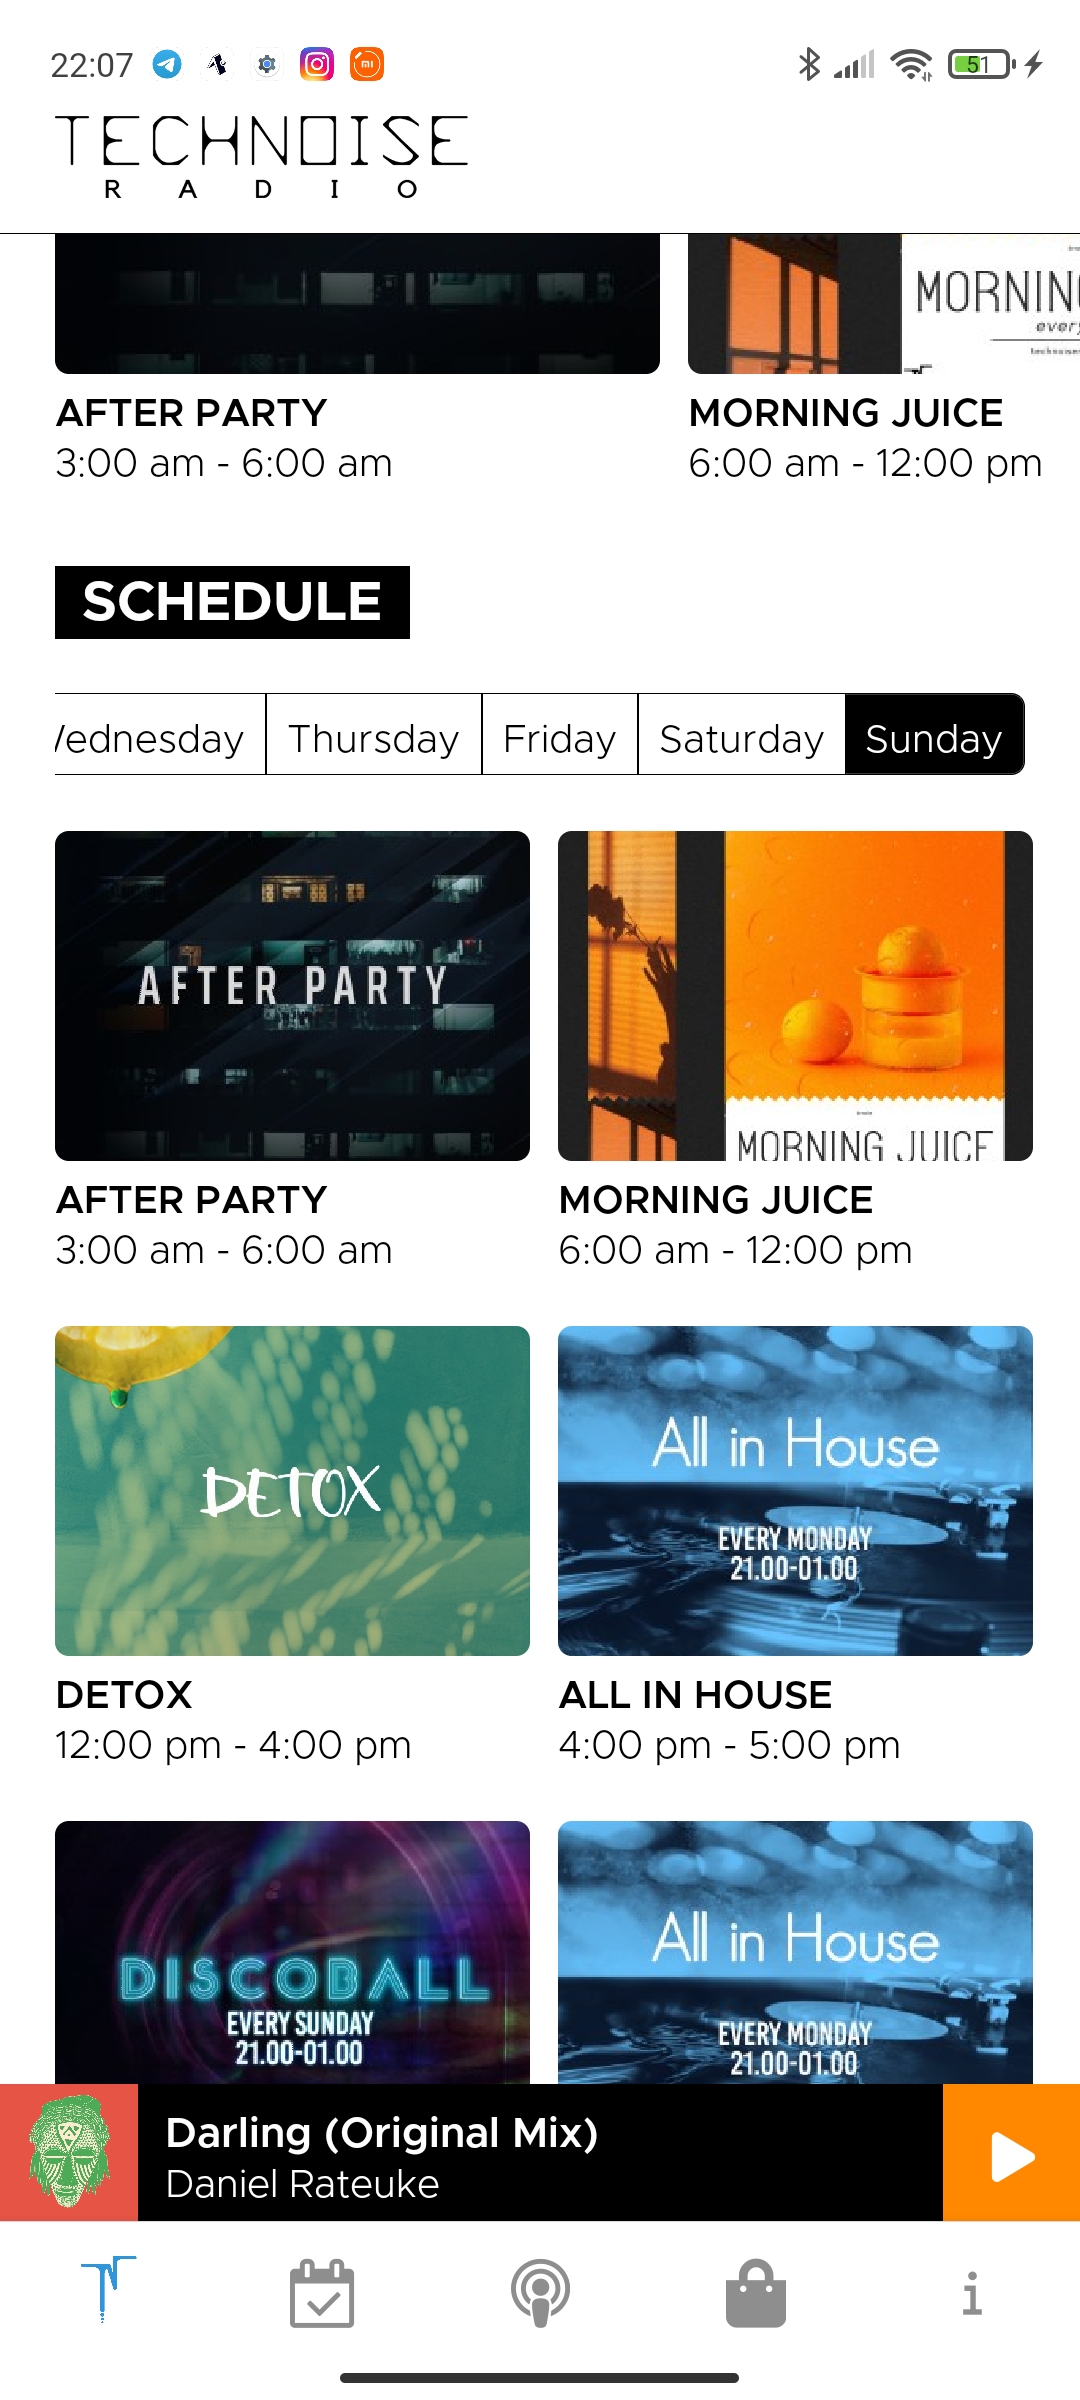 22:07
51
TECHNOISE
RADIO
MORNIN
every
AFTER PARTY
3:00 am - 6:00 am
MORNING JUICE
6:00 am - 12:00 pm
SCHEDULE
Wednesday
Thursday
Friday
Saturday
Sunday
AFTER PARTY
MORNING JUICE
AFTER PARTY
3:00 am - 6:00 am
MORNING JUICE
6:00 am - 12:00 pm
DETOX
All in House
EVERY MONDAY
21.00-01.00
DETOX
12:00 pm - 4:00 pm
ALL IN HOUSE
4:00 pm - 5:00 pm
DISCOBALL
EVERY SUNDAY
21.00-01.00
All in House
EVERY MONDAY
21.00-01.00
Darling (Original Mix)
Daniel Rateuke